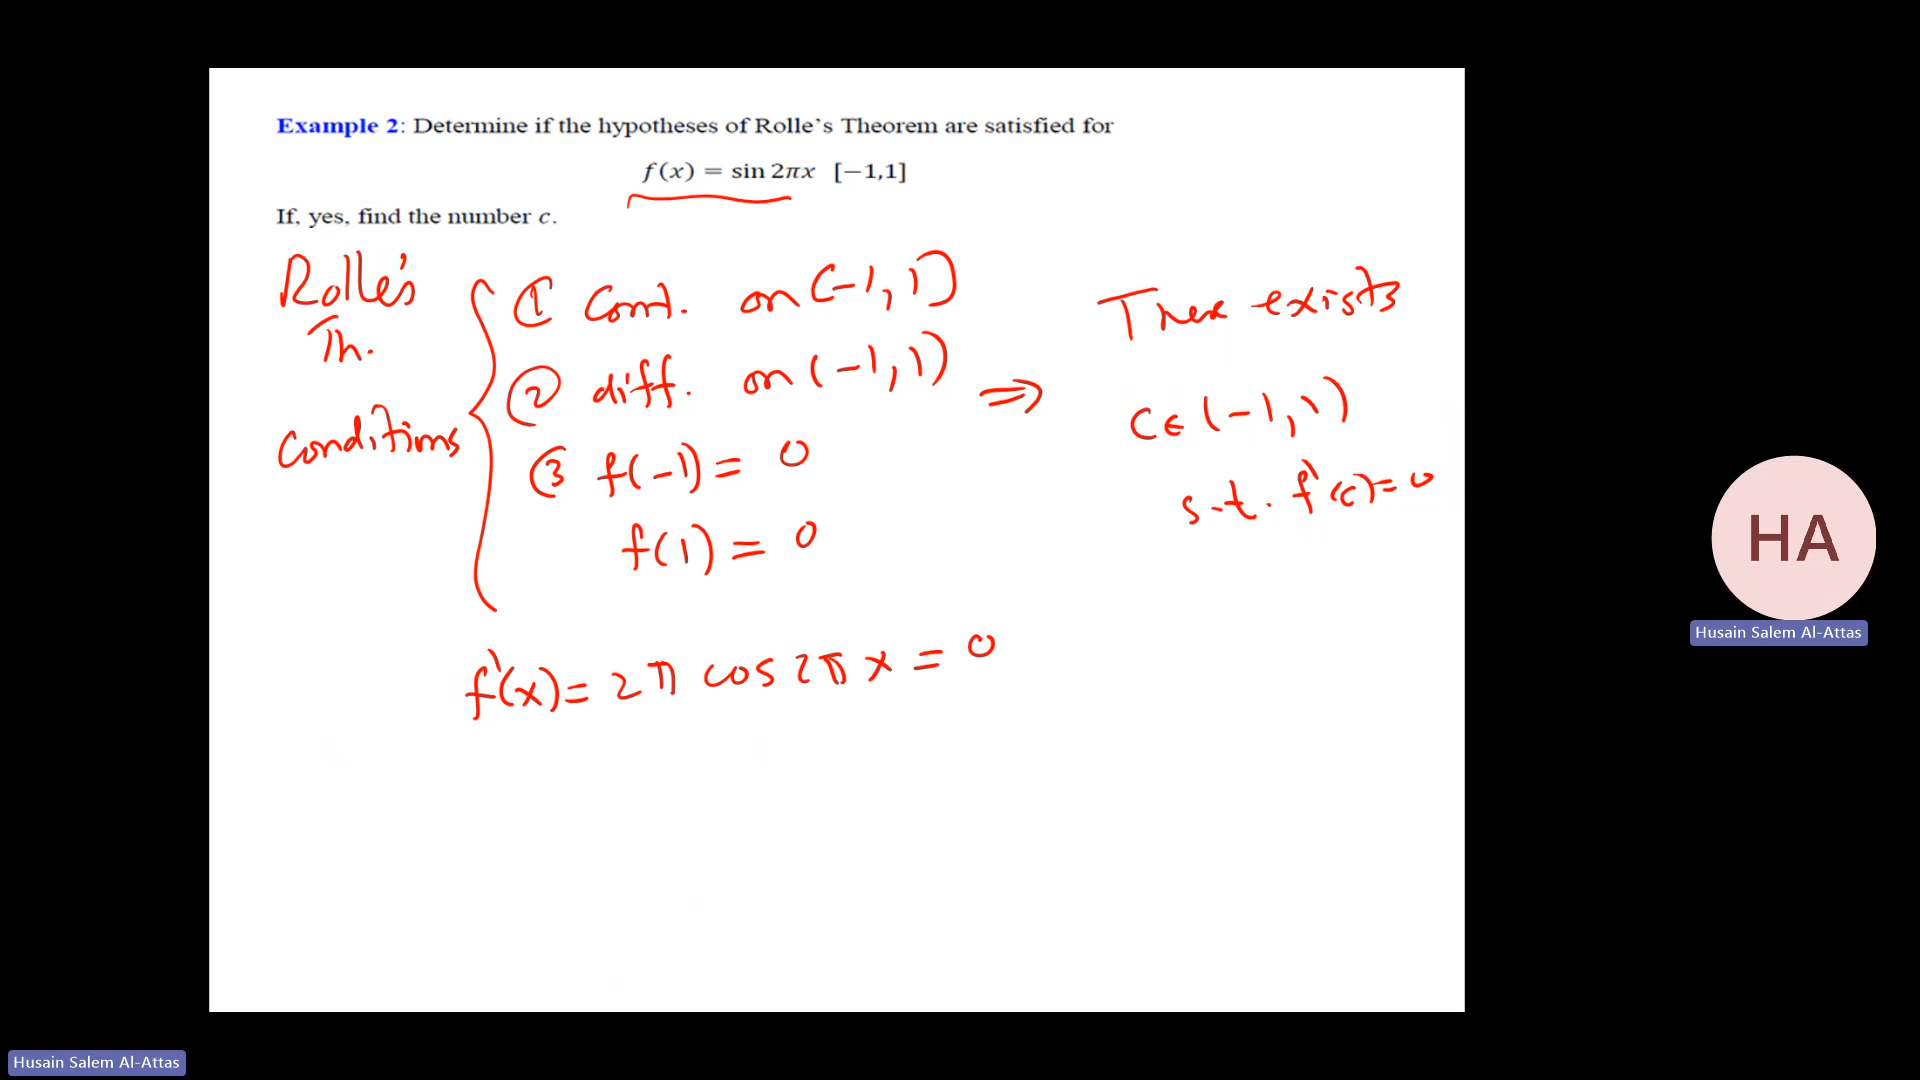 Example 2: Determine if the hypotheses of Rolle's Theorem are satisfied for
f(x) = sin 2πx [−1,1]
If, yes, find the number c.
Rolle's
Th.
Conditions
① Cont. on [-1, 1]
② diff. on (-1, 1)
③ f(-1) = 0
f(1) = 0
⇒
There exists
c ∈ (-1, 1)
s.t. f'(c) = 0
f'(x) = 2π cos 2π x = 0
HA
Husain Salem Al-Attas
Husain Salem Al-Attas